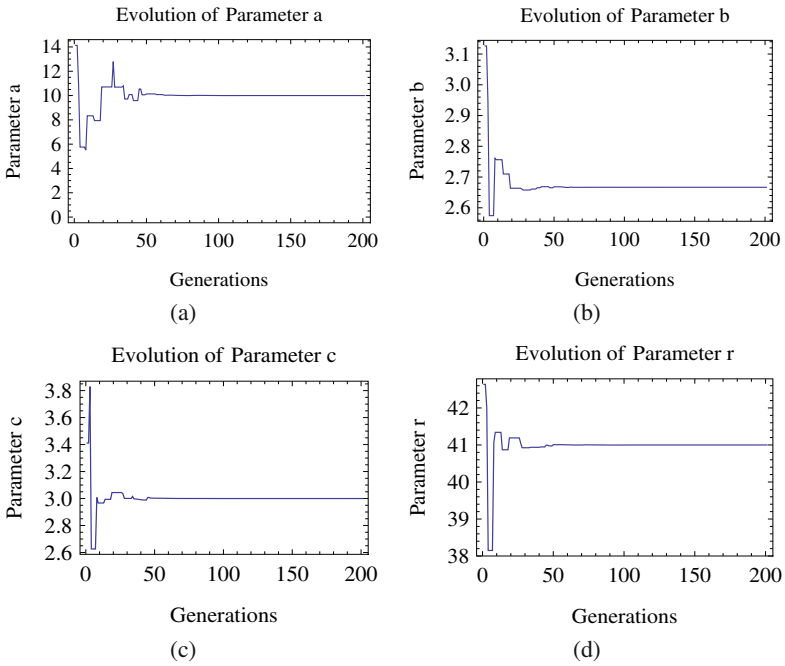 Evolution of Parameter a
Parameter a
14
12
10
8
6
4
2
0
0 50 100 150 200
Generations
(a)
Evolution of Parameter b
Parameter b
3.1
3.0
2.9
2.8
2.7
2.6
0 50 100 150 200
Generations
(b)
Evolution of Parameter c
Parameter c
3.8
3.6
3.4
3.2
3.0
2.8
2.6
0 50 100 150 200
Generations
(c)
Evolution of Parameter r
Parameter r
42
41
40
39
38
0 50 100 150 200
Generations
(d)